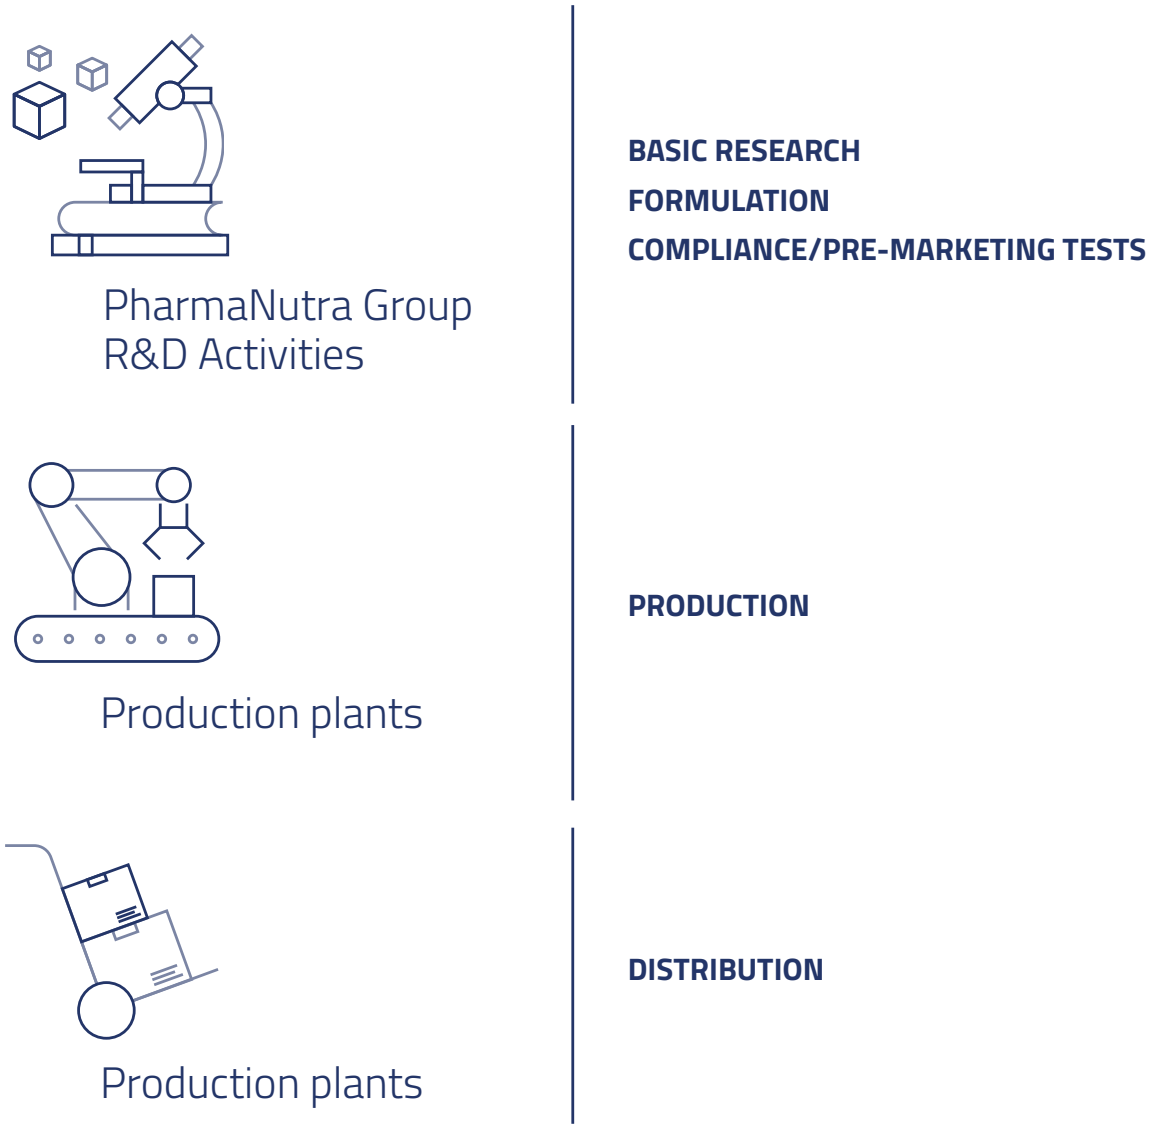 BASIC RESEARCH
FORMULATION
COMPLIANCE/PRE-MARKETING TESTS
PharmaNutra Group
R&D Activities
PRODUCTION
Production plants
DISTRIBUTION
Production plants